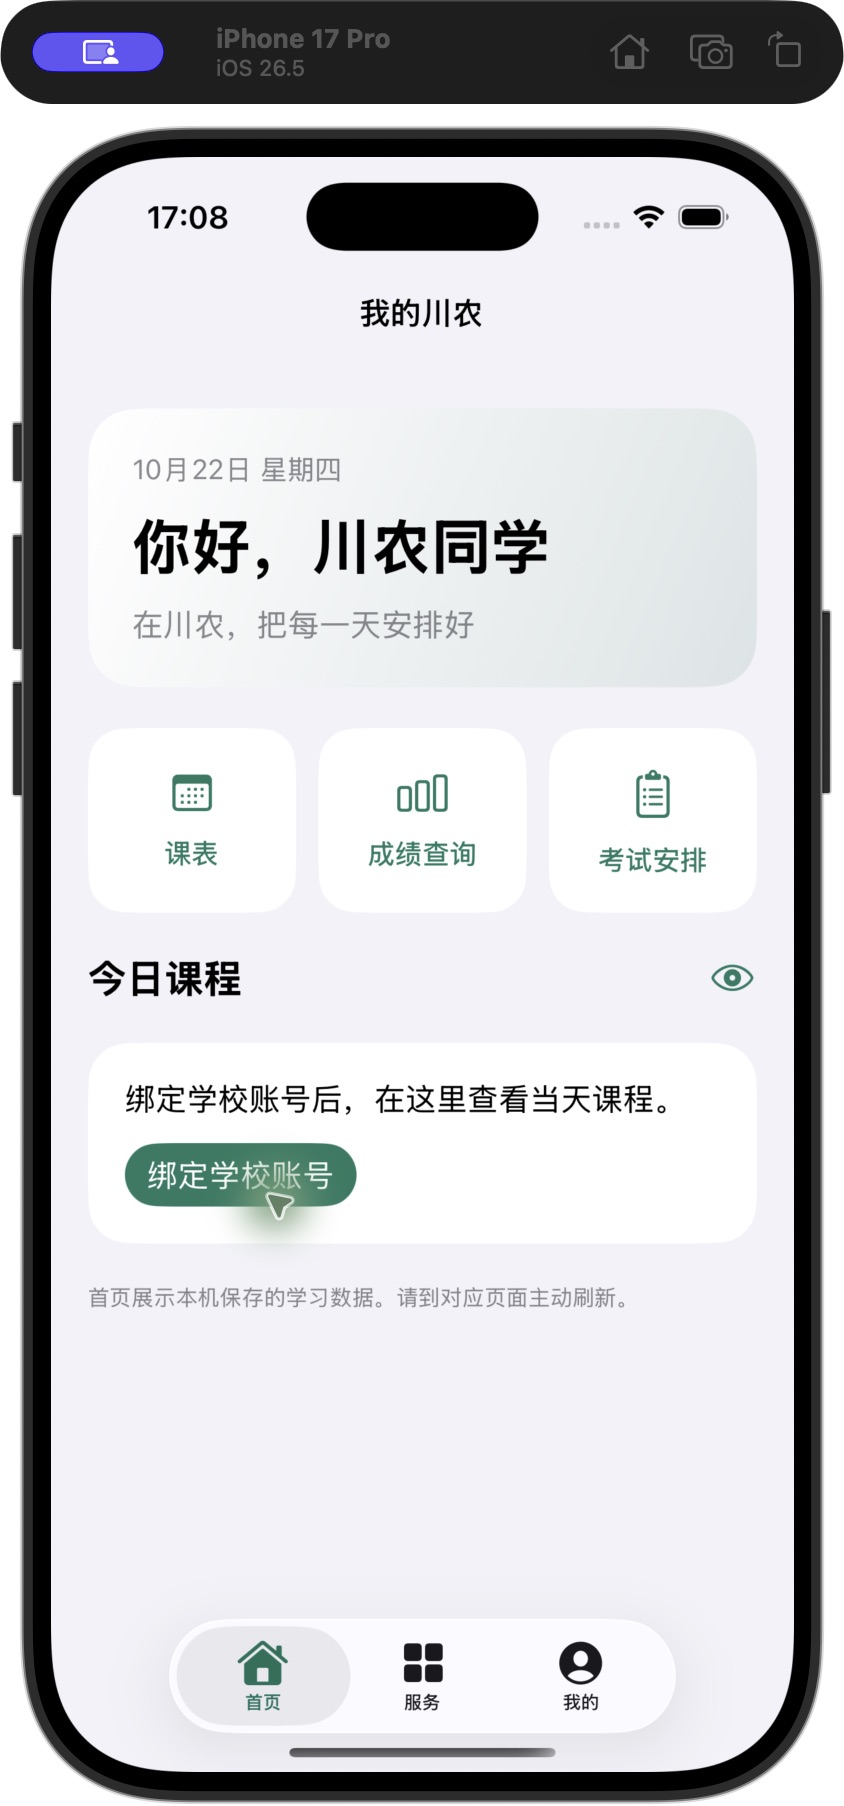 iPhone 17 Pro
iOS 26.5
17:08
我的川农
10月22日 星期四
你好，川农同学
在川农，把每一天安排好
课表
成绩查询
考试安排
今日课程
绑定学校账号后，在这里查看当天课程。
绑定学校账号
首页展示本机保存的学习数据。请到对应页面主动刷新。
首页
服务
我的